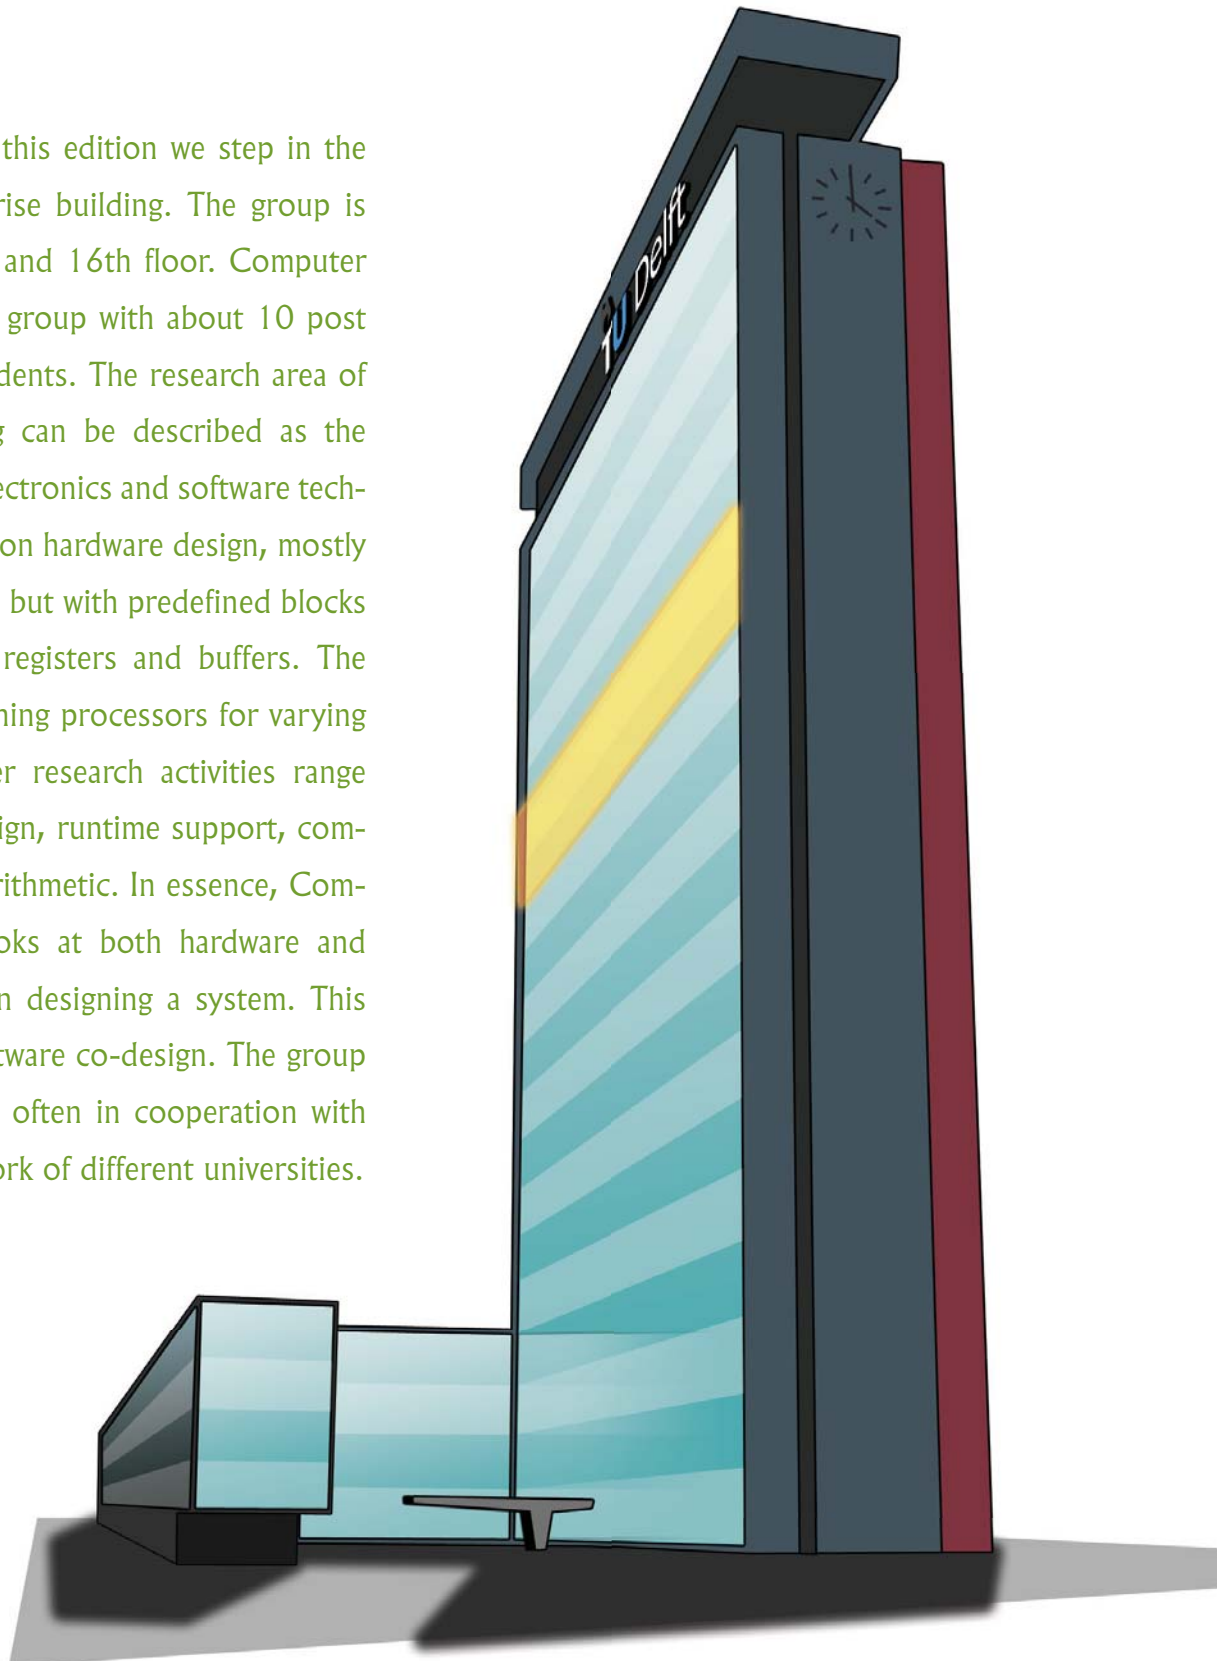 this edition we step in the
rise building. The group is
and 16th floor. Computer
group with about 10 post
dents. The research area of
g can be described as the
ectronics and software tech-
on hardware design, mostly
but with predefined blocks
registers and buffers. The
ning processors for varying
er research activities range
ign, runtime support, com-
rithmetic. In essence, Com-
oks at both hardware and
n designing a system. This
tware co-design. The group
often in cooperation with
ork of different universities.
TU Delft